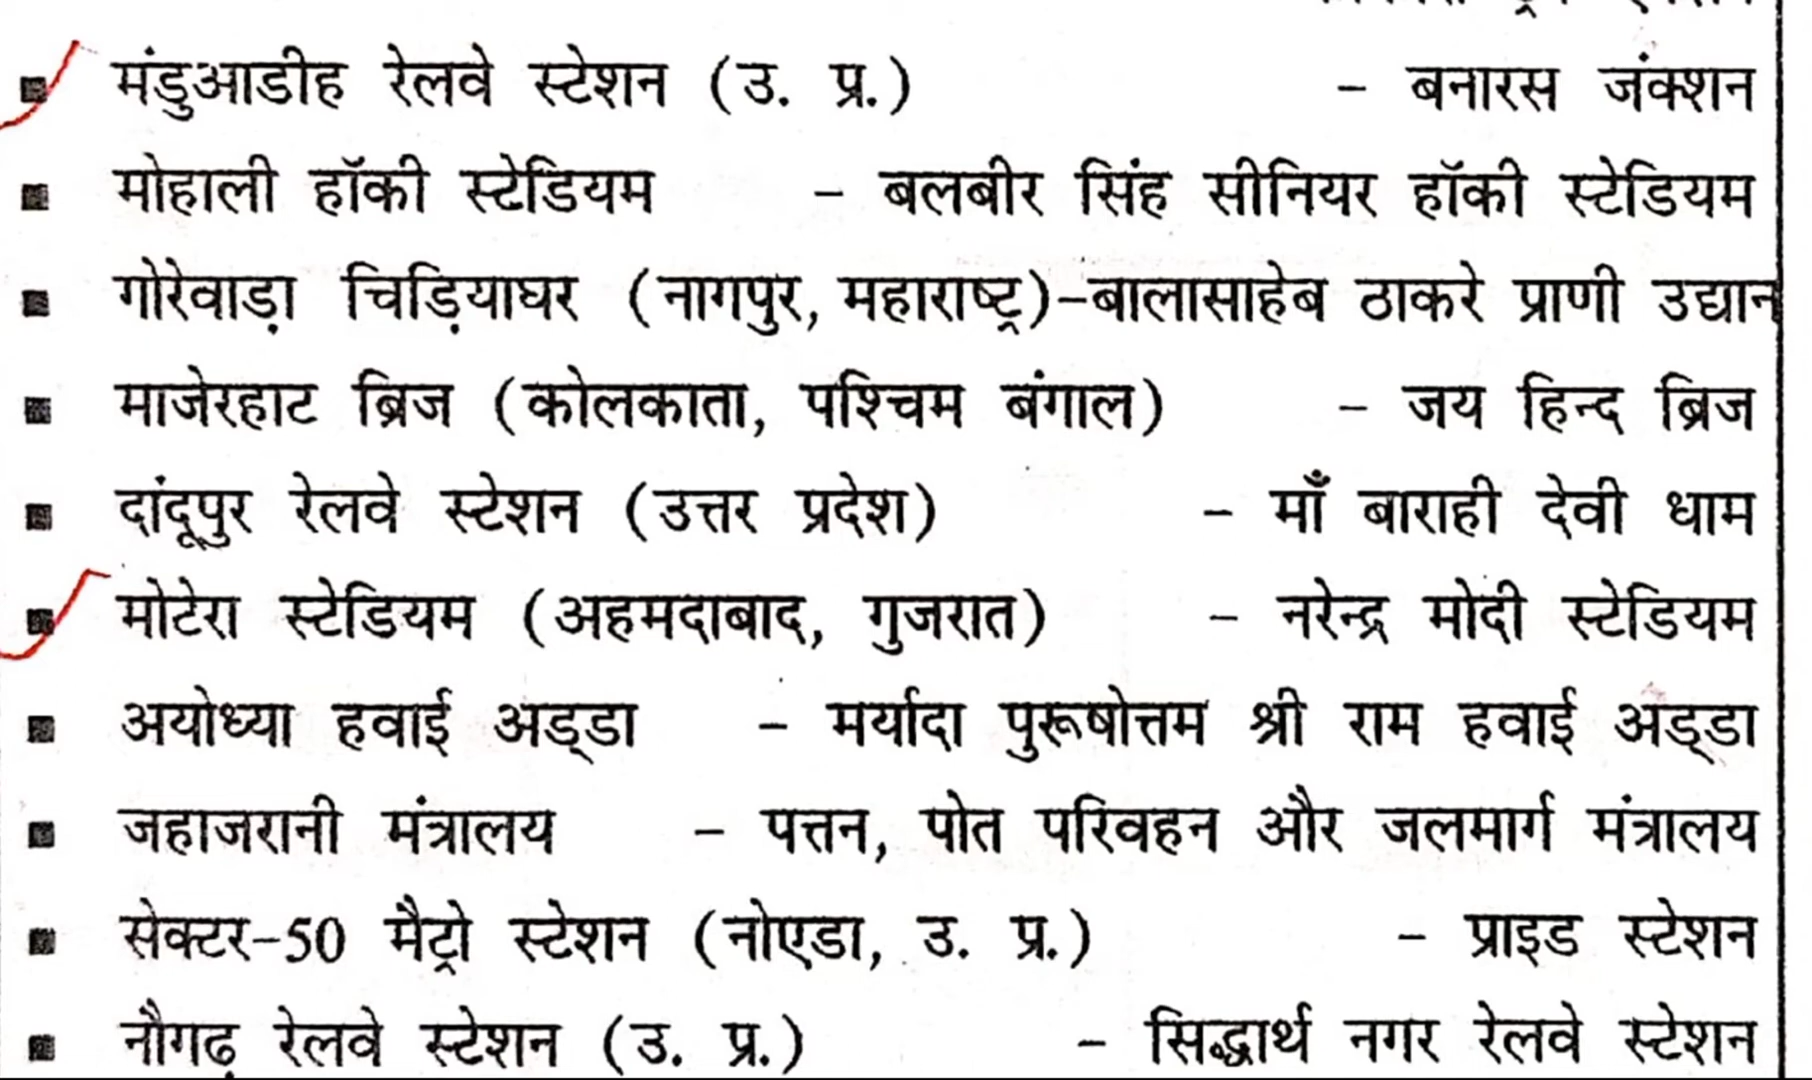 मंडुआडीह रेलवे स्टेशन (उ. प्र.) - बनारस जंक्शन
मोहाली हॉकी स्टेडियम - बलबीर सिंह सीनियर हॉकी स्टेडियम
गोरेवाड़ा चिड़ियाघर (नागपुर, महाराष्ट्र)-बालासाहेब ठाकरे प्राणी उद्यान
माजेरहाट ब्रिज (कोलकाता, पश्चिम बंगाल) - जय हिन्द ब्रिज
दांदूपुर रेलवे स्टेशन (उत्तर प्रदेश) - माँ बाराही देवी धाम
मोटेरा स्टेडियम (अहमदाबाद, गुजरात) - नरेन्द्र मोदी स्टेडियम
अयोध्या हवाई अड्डा - मर्यादा पुरूषोत्तम श्री राम हवाई अड्डा
जहाजरानी मंत्रालय - पत्तन, पोत परिवहन और जलमार्ग मंत्रालय
सेक्टर-50 मैट्रो स्टेशन (नोएडा, उ. प्र.) - प्राइड स्टेशन
नौगढ़ रेलवे स्टेशन (उ. प्र.) - सिद्धार्थ नगर रेलवे स्टेशन